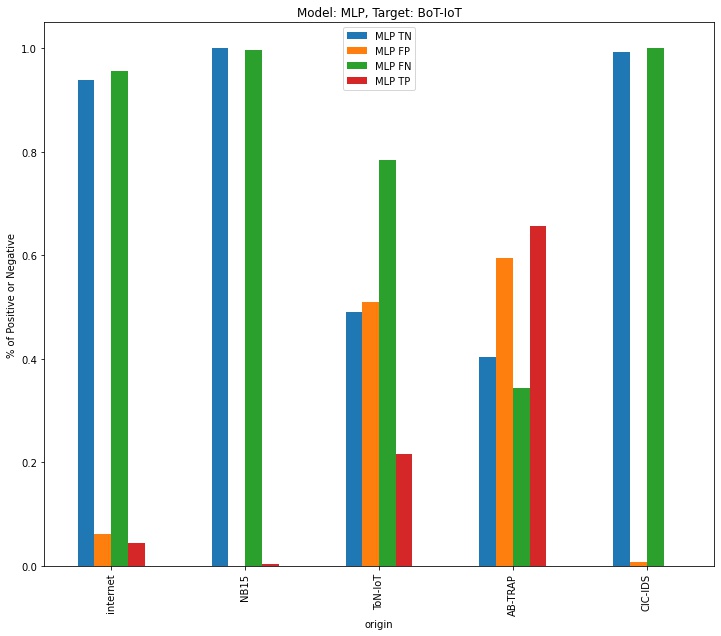 Model: MLP, Target: BoT-IoT
MLP TN
MLP FP
MLP FN
MLP TP
1.0
0.8
0.6
0.4
0.2
0.0
% of Positive or Negative
internet
NB15
ToN-IoT
AB-TRAP
CIC-IDS
origin